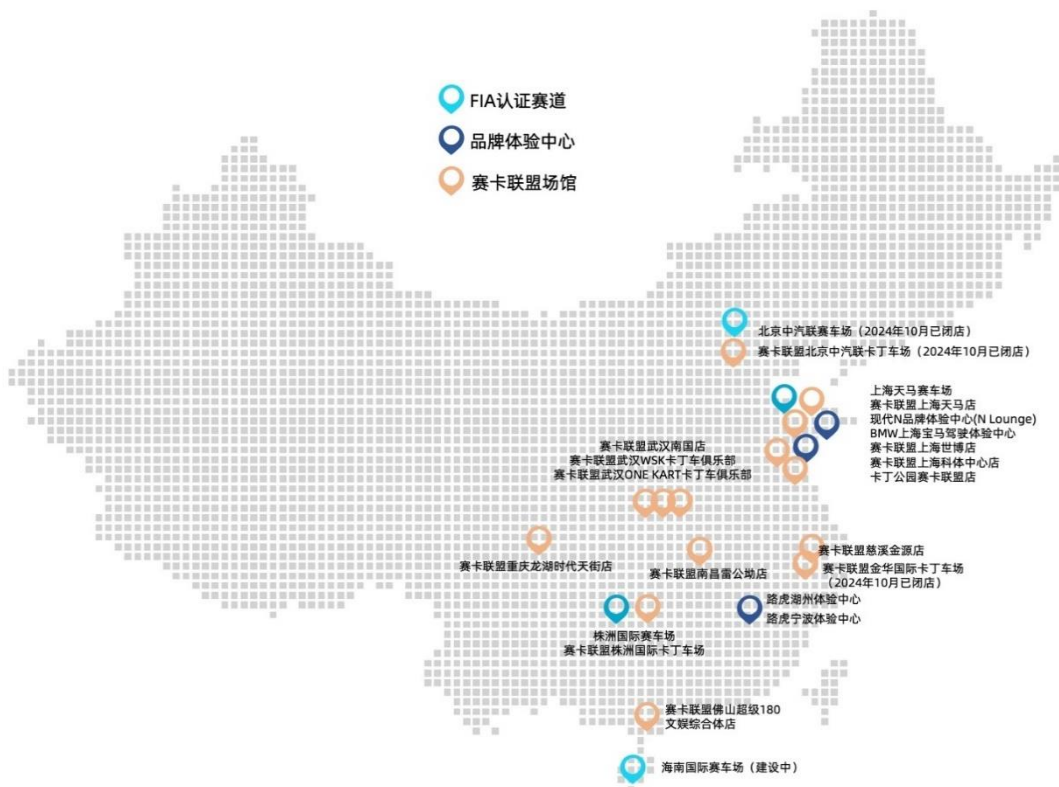 FIA认证赛道
品牌体验中心
赛卡联盟场馆
北京中汽联赛车场（2024年10月已闭店）
赛卡联盟北京中汽联卡丁车场（2024年10月已闭店）
上海天马赛车场
赛卡联盟上海天马店
现代N品牌体验中心(N Lounge)
BMW上海宝马驾驶体验中心
赛卡联盟上海世博店
赛卡联盟上海科体中心店
卡丁公园赛卡联盟店
赛卡联盟武汉南国店
赛卡联盟武汉WSK卡丁车俱乐部
赛卡联盟武汉ONE KART卡丁车俱乐部
赛卡联盟重庆龙湖时代天街店
赛卡联盟南昌雷公坳店
赛卡联盟慈溪金源店
赛卡联盟金华国际卡丁车场
（2024年10月已闭店）
路虎湖州体验中心
路虎宁波体验中心
株洲国际赛车场
赛卡联盟株洲国际卡丁车场
赛卡联盟佛山超级180
文娱综合体店
海南国际赛车场（建设中）